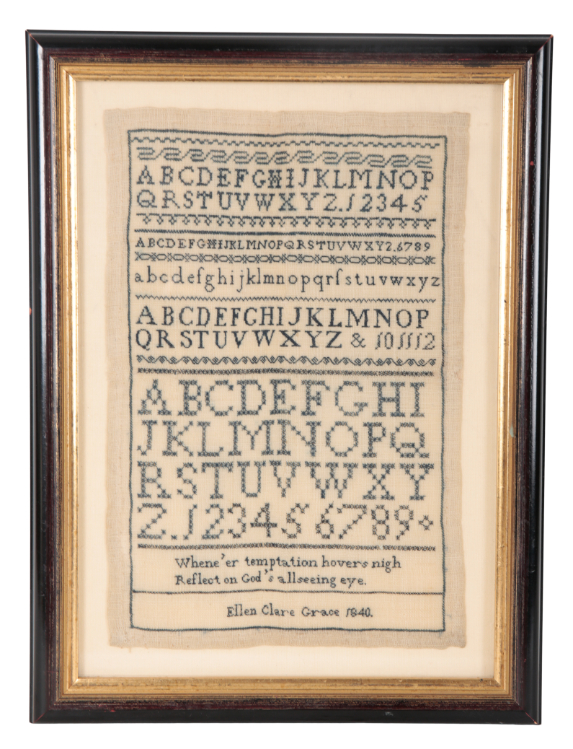 ABCDEFGHIJKLMNOP
QRSTUVWXYZ.12345
ABCDEFGHIJKLMNOPQRSTUVWXYZ.6789
abcdefghijklmnopqrſstuvwxyz
ABCDEFGHIJKLMNOP
QRSTUVWXYZ & 101112
ABCDEFGHI
JKLMNOPQ
RSTUVWXY
Z.123456789
Whene'er temptation hovers nigh
Reflect on God's allseeing eye.
Ellen Clare Grace 1840.